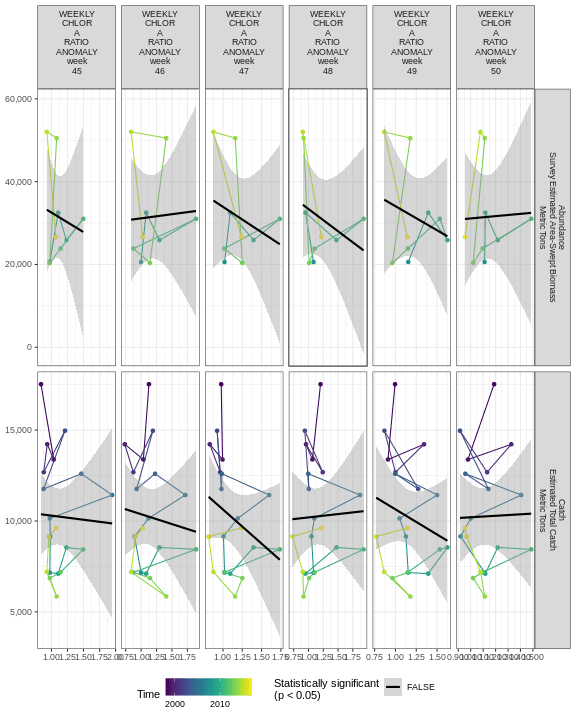 WEEKLY
CHLOR
A
RATIO
ANOMALY
week
45
WEEKLY
CHLOR
A
RATIO
ANOMALY
week
46
WEEKLY
CHLOR
A
RATIO
ANOMALY
week
47
WEEKLY
CHLOR
A
RATIO
ANOMALY
week
48
WEEKLY
CHLOR
A
RATIO
ANOMALY
week
49
WEEKLY
CHLOR
A
RATIO
ANOMALY
week
50
60,000
40,000
20,000
0
Abundance
Survey Estimated Area-Swept Biomass
Metric Tons
15,000
10,000
5,000
Catch
Estimated Total Catch
Metric Tons
1.00 1.25 1.50 1.75 2.00
0.75 1.00 1.25 1.50 1.75
1.00 1.25 1.50 1.75
0.75 1.00 1.25 1.50 1.75
0.75 1.00 1.25 1.50
Time
2000 2010
Statistically significant
(p < 0.05)
FALSE